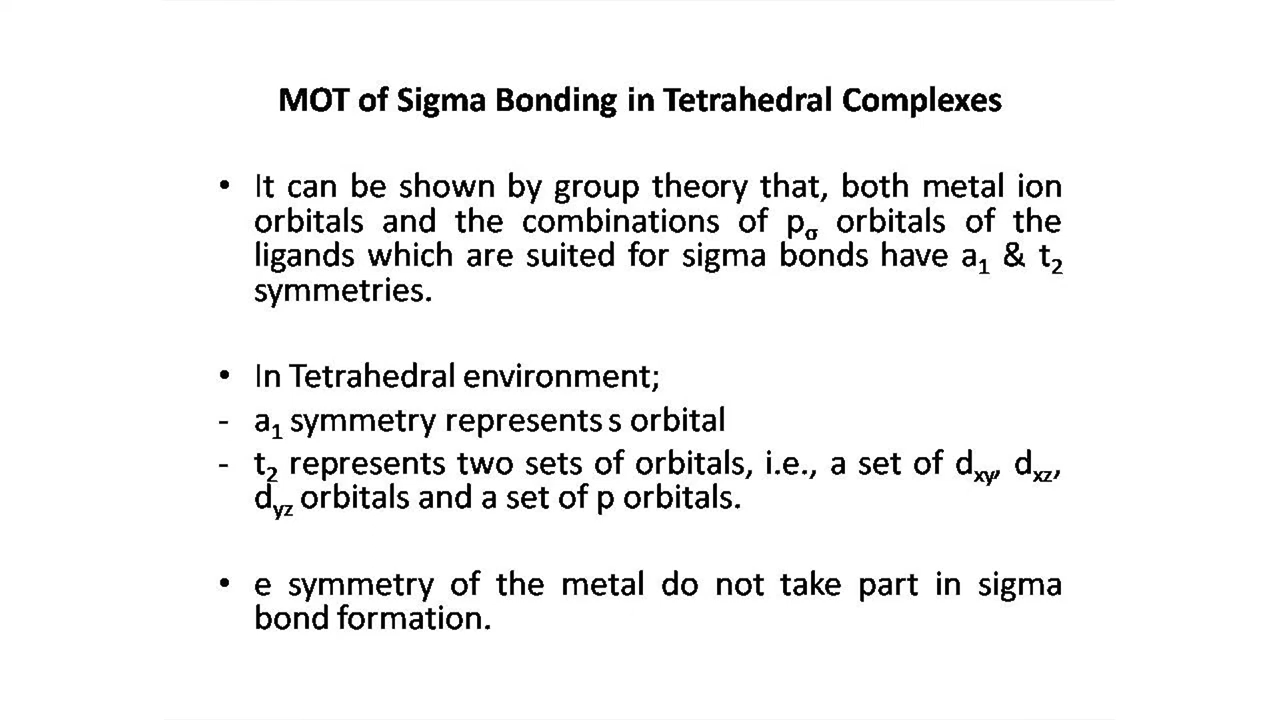 MOT of Sigma Bonding in Tetrahedral Complexes
• It can be shown by group theory that, both metal ion
orbitals and the combinations of pσ orbitals of the
ligands which are suited for sigma bonds have a1 & t2
symmetries.
• In Tetrahedral environment;
- a1 symmetry represents s orbital
- t2 represents two sets of orbitals, i.e., a set of dxy, dxz,
dyz orbitals and a set of p orbitals.
• e symmetry of the metal do not take part in sigma
bond formation.